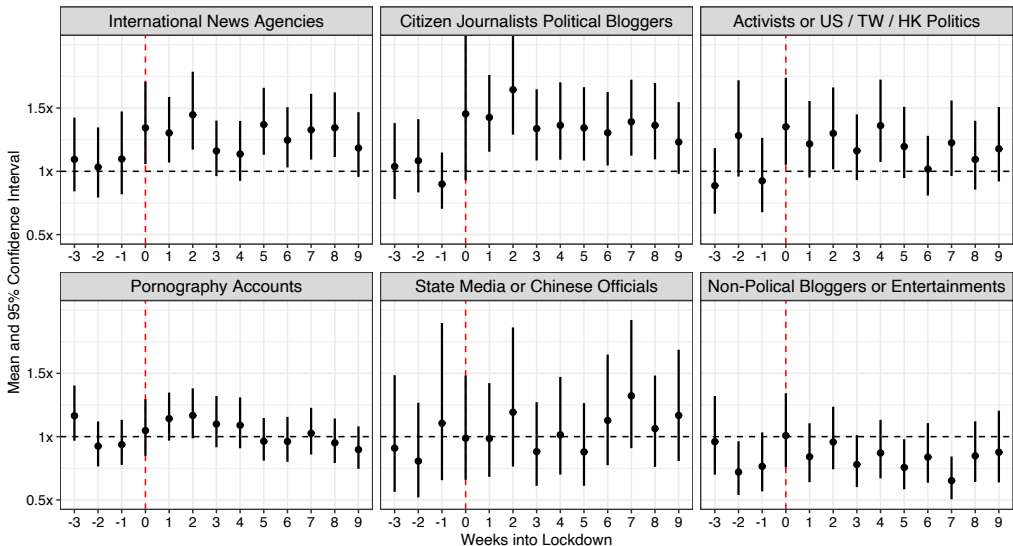 International News Agencies
Citizen Journalists Political Bloggers
Activists or US / TW / HK Politics
1.5x
1x
0.5x
-3 -2 -1 0 1 2 3 4 5 6 7 8 9
-3 -2 -1 0 1 2 3 4 5 6 7 8 9
-3 -2 -1 0 1 2 3 4 5 6 7 8 9
Mean and 95% Confidence Interval
Pornography Accounts
State Media or Chinese Officials
Non-Polical Bloggers or Entertainments
1.5x
1x
0.5x
-3 -2 -1 0 1 2 3 4 5 6 7 8 9
-3 -2 -1 0 1 2 3 4 5 6 7 8 9
-3 -2 -1 0 1 2 3 4 5 6 7 8 9
Weeks into Lockdown